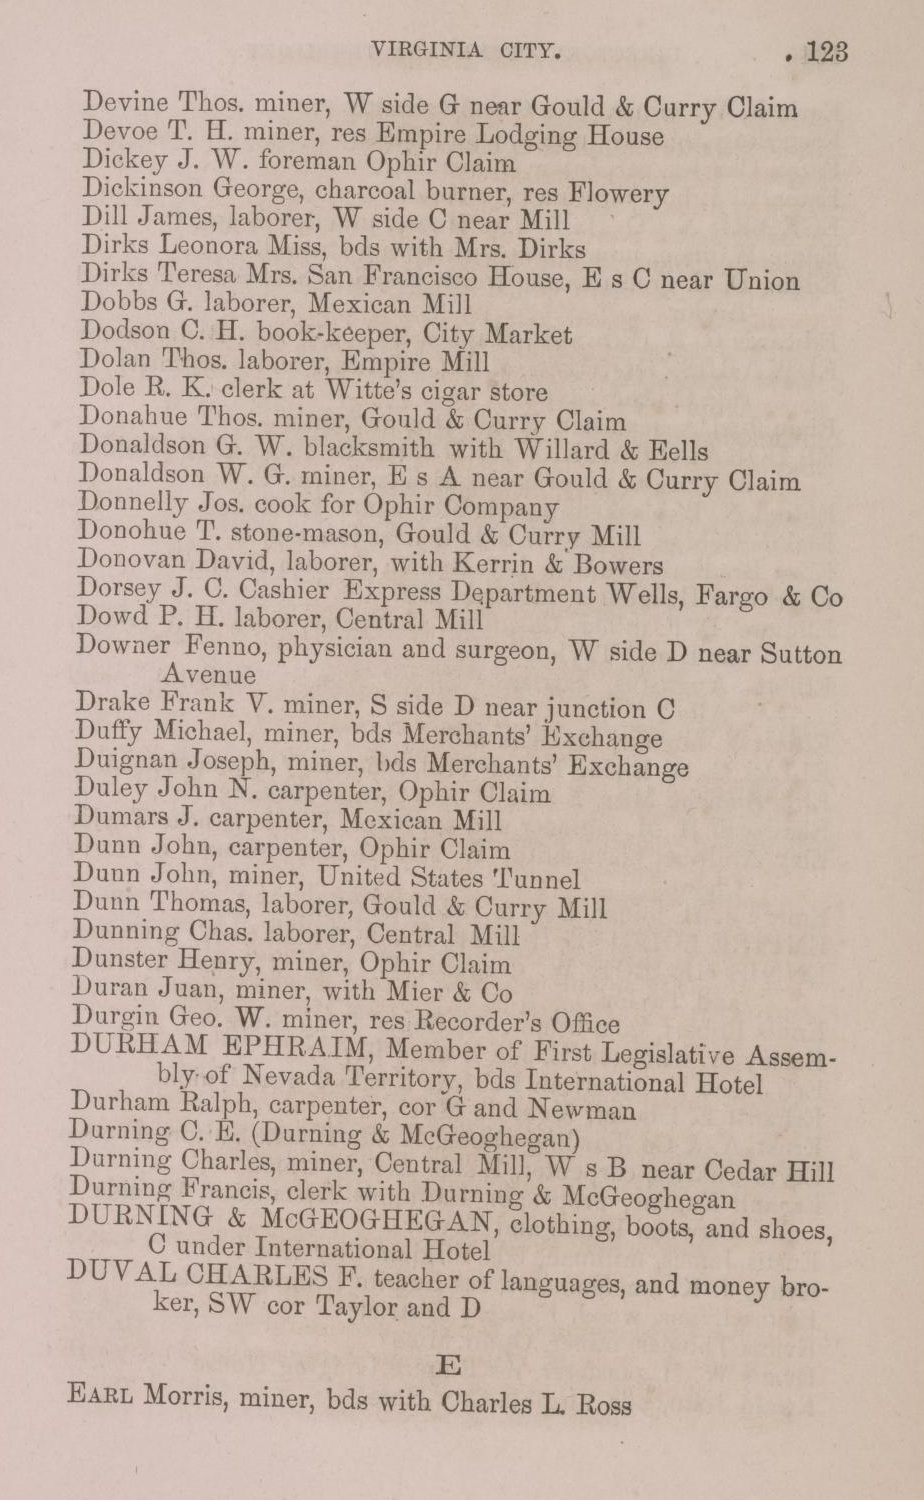 VIRGINIA CITY. . 123
Devine Thos. miner, W side G near Gould & Curry Claim
Devoe T. H. miner, res Empire Lodging House
Dickey J. W. foreman Ophir Claim
Dickinson George, charcoal burner, res Flowery
Dill James, laborer, W side C near Mill
Dirks Leonora Miss, bds with Mrs. Dirks
Dirks Teresa Mrs. San Francisco House, E s C near Union
Dobbs G. laborer, Mexican Mill
Dodson C. H. book-keeper, City Market
Dolan Thos. laborer, Empire Mill
Dole R. K. clerk at Witte's cigar store
Donahue Thos. miner, Gould & Curry Claim
Donaldson G. W. blacksmith with Willard & Eells
Donaldson W. G. miner, E s A near Gould & Curry Claim
Donnelly Jos. cook for Ophir Company
Donohue T. stone-mason, Gould & Curry Mill
Donovan David, laborer, with Kerrin & Bowers
Dorsey J. C. Cashier Express Department Wells, Fargo & Co
Dowd P. H. laborer, Central Mill
Downer Fenno, physician and surgeon, W side D near Sutton
Avenue
Drake Frank V. miner, S side D near junction C
Duffy Michael, miner, bds Merchants' Exchange
Duignan Joseph, miner, bds Merchants' Exchange
Duley John N. carpenter, Ophir Claim
Dumars J. carpenter, Mexican Mill
Dunn John, carpenter, Ophir Claim
Dunn John, miner, United States Tunnel
Dunn Thomas, laborer, Gould & Curry Mill
Dunning Chas. laborer, Central Mill
Dunster Henry, miner, Ophir Claim
Duran Juan, miner, with Mier & Co
Durgin Geo. W. miner, res Recorder's Office
DURHAM EPHRAIM, Member of First Legislative Assem-
bly of Nevada Territory, bds International Hotel
Durham Ralph, carpenter, cor G and Newman
Durning C. E. (Durning & McGeoghegan)
Durning Charles, miner, Central Mill, W s B near Cedar Hill
Durning Francis, clerk with Durning & McGeoghegan
DURNING & McGEOGHEGAN, clothing, boots, and shoes,
C under International Hotel
DUVAL CHARLES F. teacher of languages, and money bro-
ker, SW cor Taylor and D
E
EARL Morris, miner, bds with Charles L. Ross